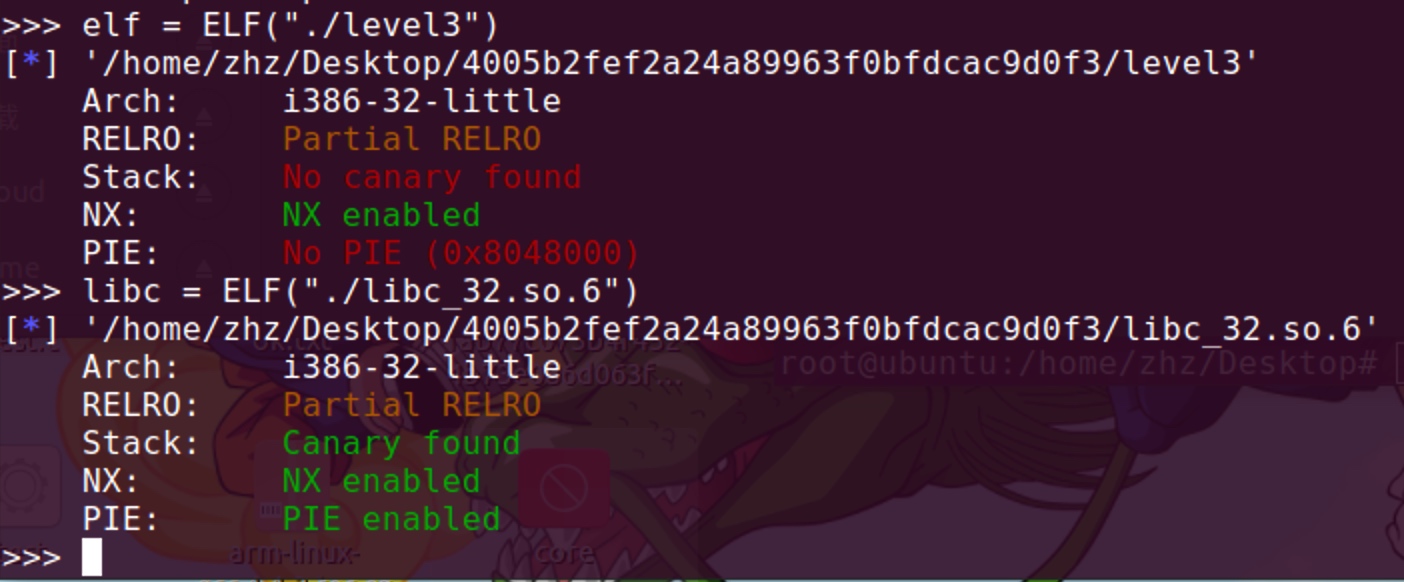 >>> elf = ELF("./level3")
[*] '/home/zhz/Desktop/4005b2fef2a24a89963f0bfdcac9d0f3/level3'
    Arch:     i386-32-little
    RELRO:    Partial RELRO
    Stack:    No canary found
    NX:       NX enabled
    PIE:      No PIE (0x8048000)
>>> libc = ELF("./libc_32.so.6")
[*] '/home/zhz/Desktop/4005b2fef2a24a89963f0bfdcac9d0f3/libc_32.so.6'
    Arch:     i386-32-little
root@ubuntu:/home/zhz/Desktop#
    RELRO:    Partial RELRO
    Stack:    Canary found
    NX:       NX enabled
    PIE:      PIE enabled
>>>
arm-linux-
core